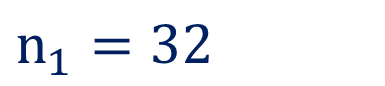 n₁ = 32